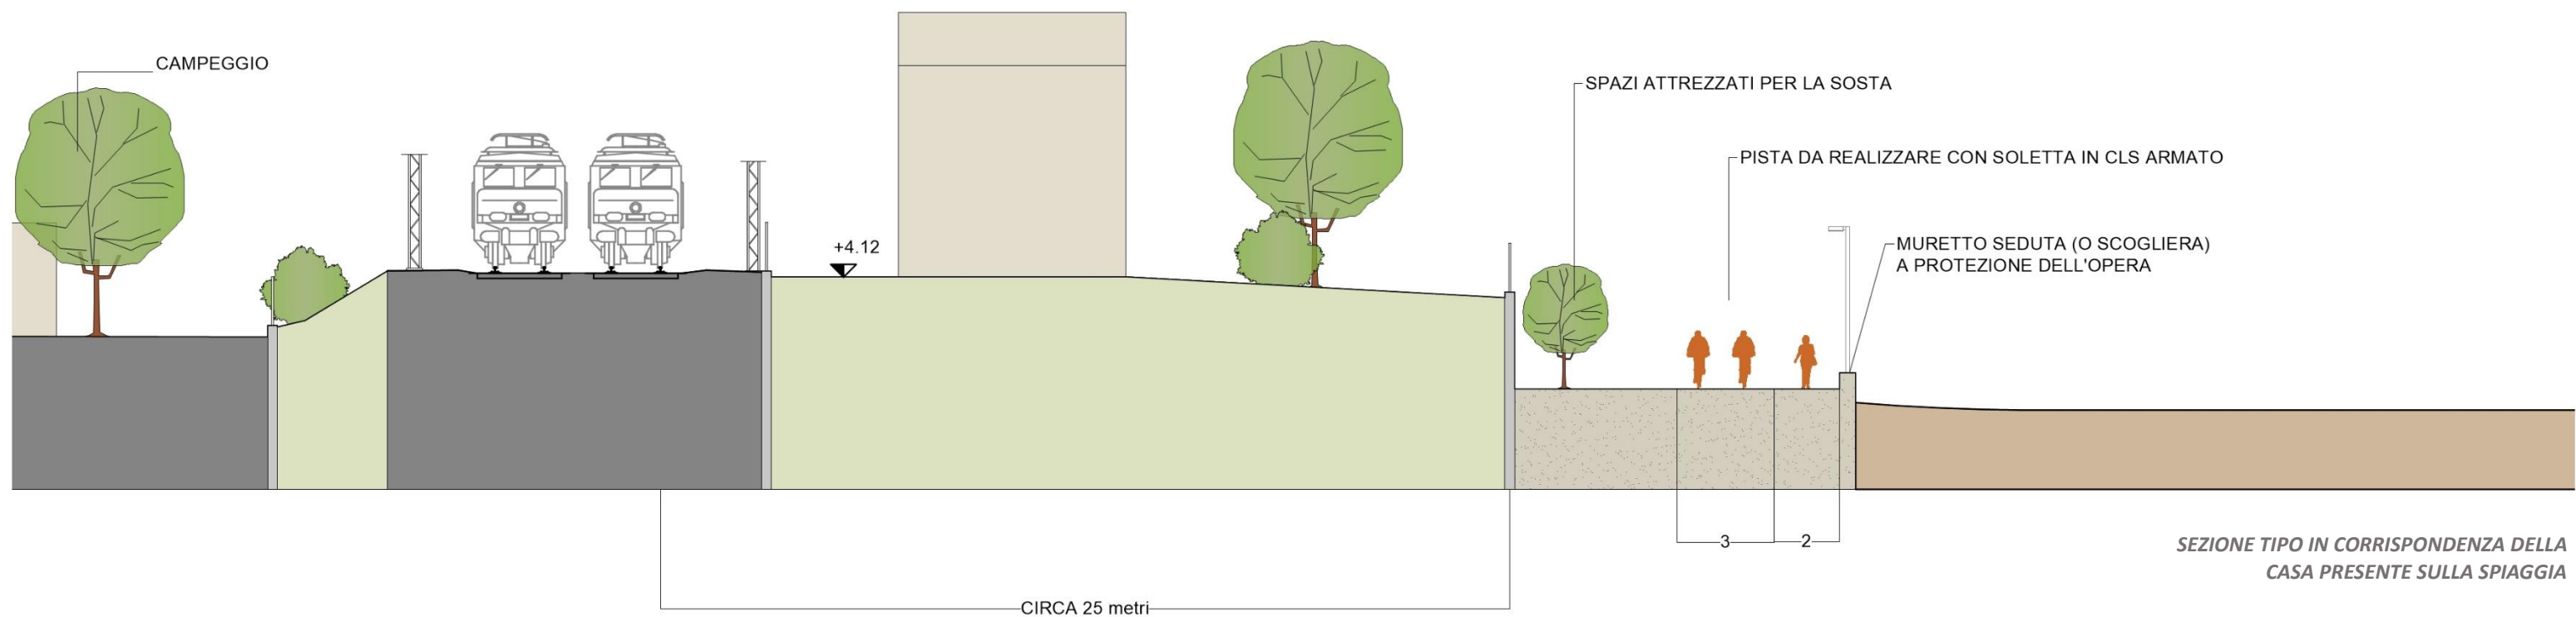 CAMPEGGIO
SPAZI ATTREZZATI PER LA SOSTA
PISTA DA REALIZZARE CON SOLETTA IN CLS ARMATO
+4.12
MURETTO SEDUTA (O SCOGLIERA)
A PROTEZIONE DELL'OPERA
3
2
SEZIONE TIPO IN CORRISPONDENZA DELLA
CASA PRESENTE SULLA SPIAGGIA
CIRCA 25 metri